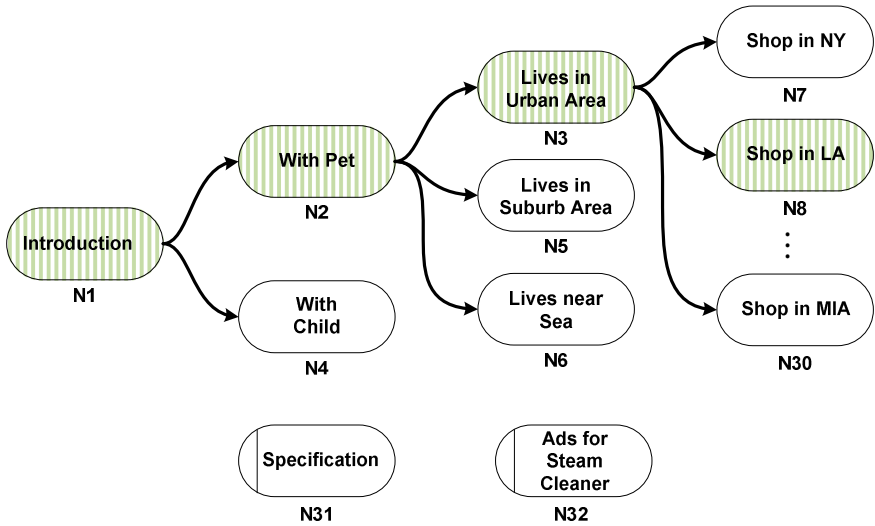 Introduction
N1
With Pet
N2
With
Child
N4
Lives in
Urban Area
N3
Lives in
Suburb Area
N5
Lives near
Sea
N6
Shop in NY
N7
Shop in LA
N8
Shop in MIA
N30
Specification
N31
Ads for
Steam
Cleaner
N32